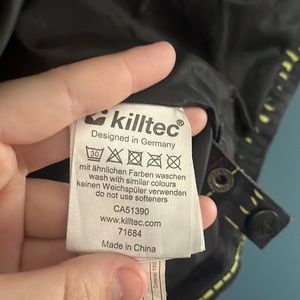 killtec®
Designed in Germany
30
mit ähnlichen Farben waschen
wash with similar colours
keinen Weichspüler verwenden
do not use softeners
CA51390
www.killtec.com
71684
Made in China